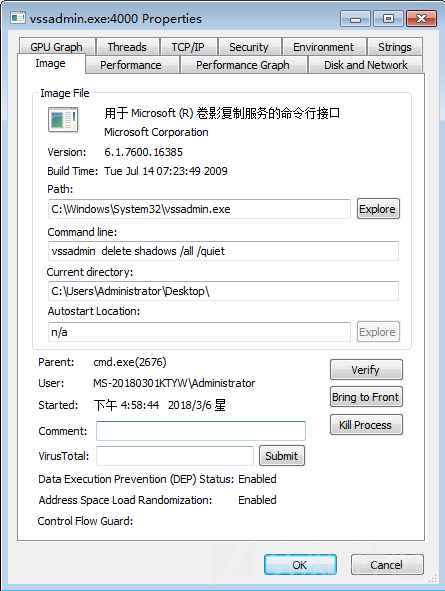 vssadmin.exe:4000 Properties
GPU Graph Threads TCP/IP Security Environment Strings
Image Performance Performance Graph Disk and Network
Image File
用于 Microsoft (R) 卷影复制服务的命令行接口
Microsoft Corporation
Version: 6.1.7600.16385
Build Time: Tue Jul 14 07:23:49 2009
Path:
C:\Windows\System32\vssadmin.exe Explore
Command line:
vssadmin delete shadows /all /quiet
Current directory:
C:\Users\Administrator\Desktop\
Autostart Location:
n/a Explore
Parent: cmd.exe(2676) Verify
User: MS-20180301KTYW\Administrator
Bring to Front
Started: 下午 4:58:44 2018/3/6 星
Kill Process
Comment:
VirusTotal: Submit
Data Execution Prevention (DEP) Status: Enabled
Address Space Load Randomization: Enabled
Control Flow Guard:
OK Cancel